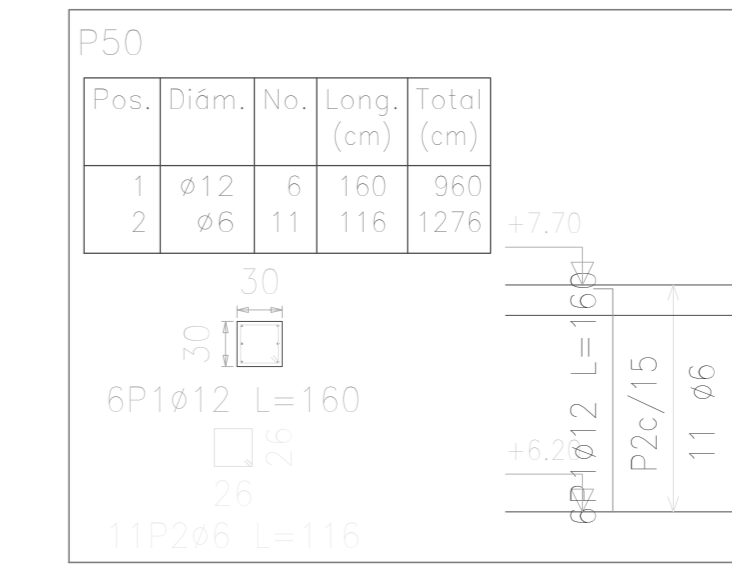 P50
Pos. Diám. No. Long. (cm) Total (cm)
1 ø12 6 160 960
2 ø6 11 116 1276
+7.70
30
30
6P1ø12 L=160
26
26
11P2ø6 L=116
+6.20
6P1ø12 L=160
P2c/15
11 ø6